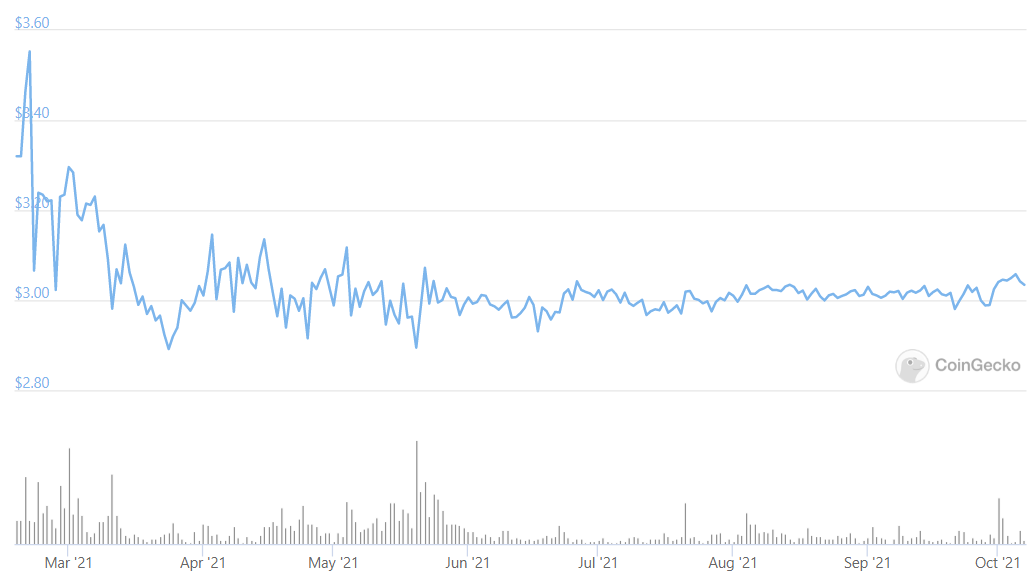 $3.60
$3.40
$3.20
$3.00
$2.80
CoinGecko
Mar '21
Apr '21
May '21
Jun '21
Jul '21
Aug '21
Sep '21
Oct '21